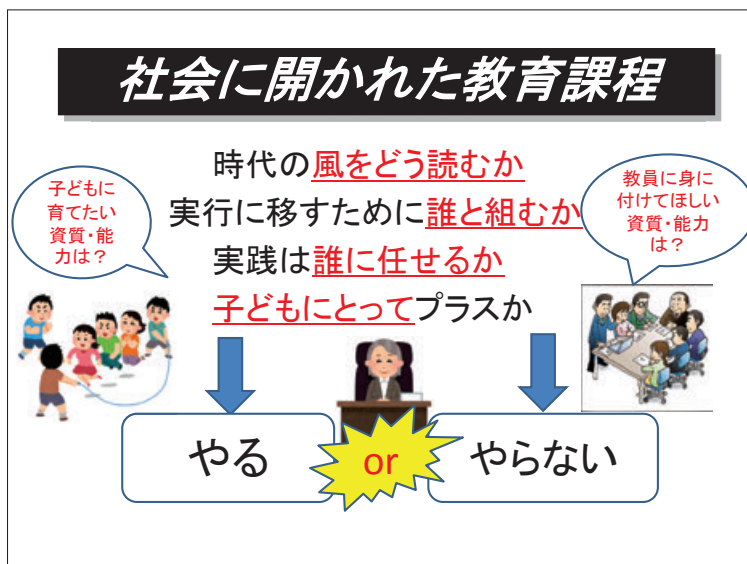 社会に開かれた教育課程
時代の風をどう読むか
実行に移すために誰と組むか
実践は誰に任せるか
子どもにとってプラスか
子どもに
育てたい
資質・能
力は？
教員に身に
付けてほしい
資質・能力
は？
やる
or
やらない